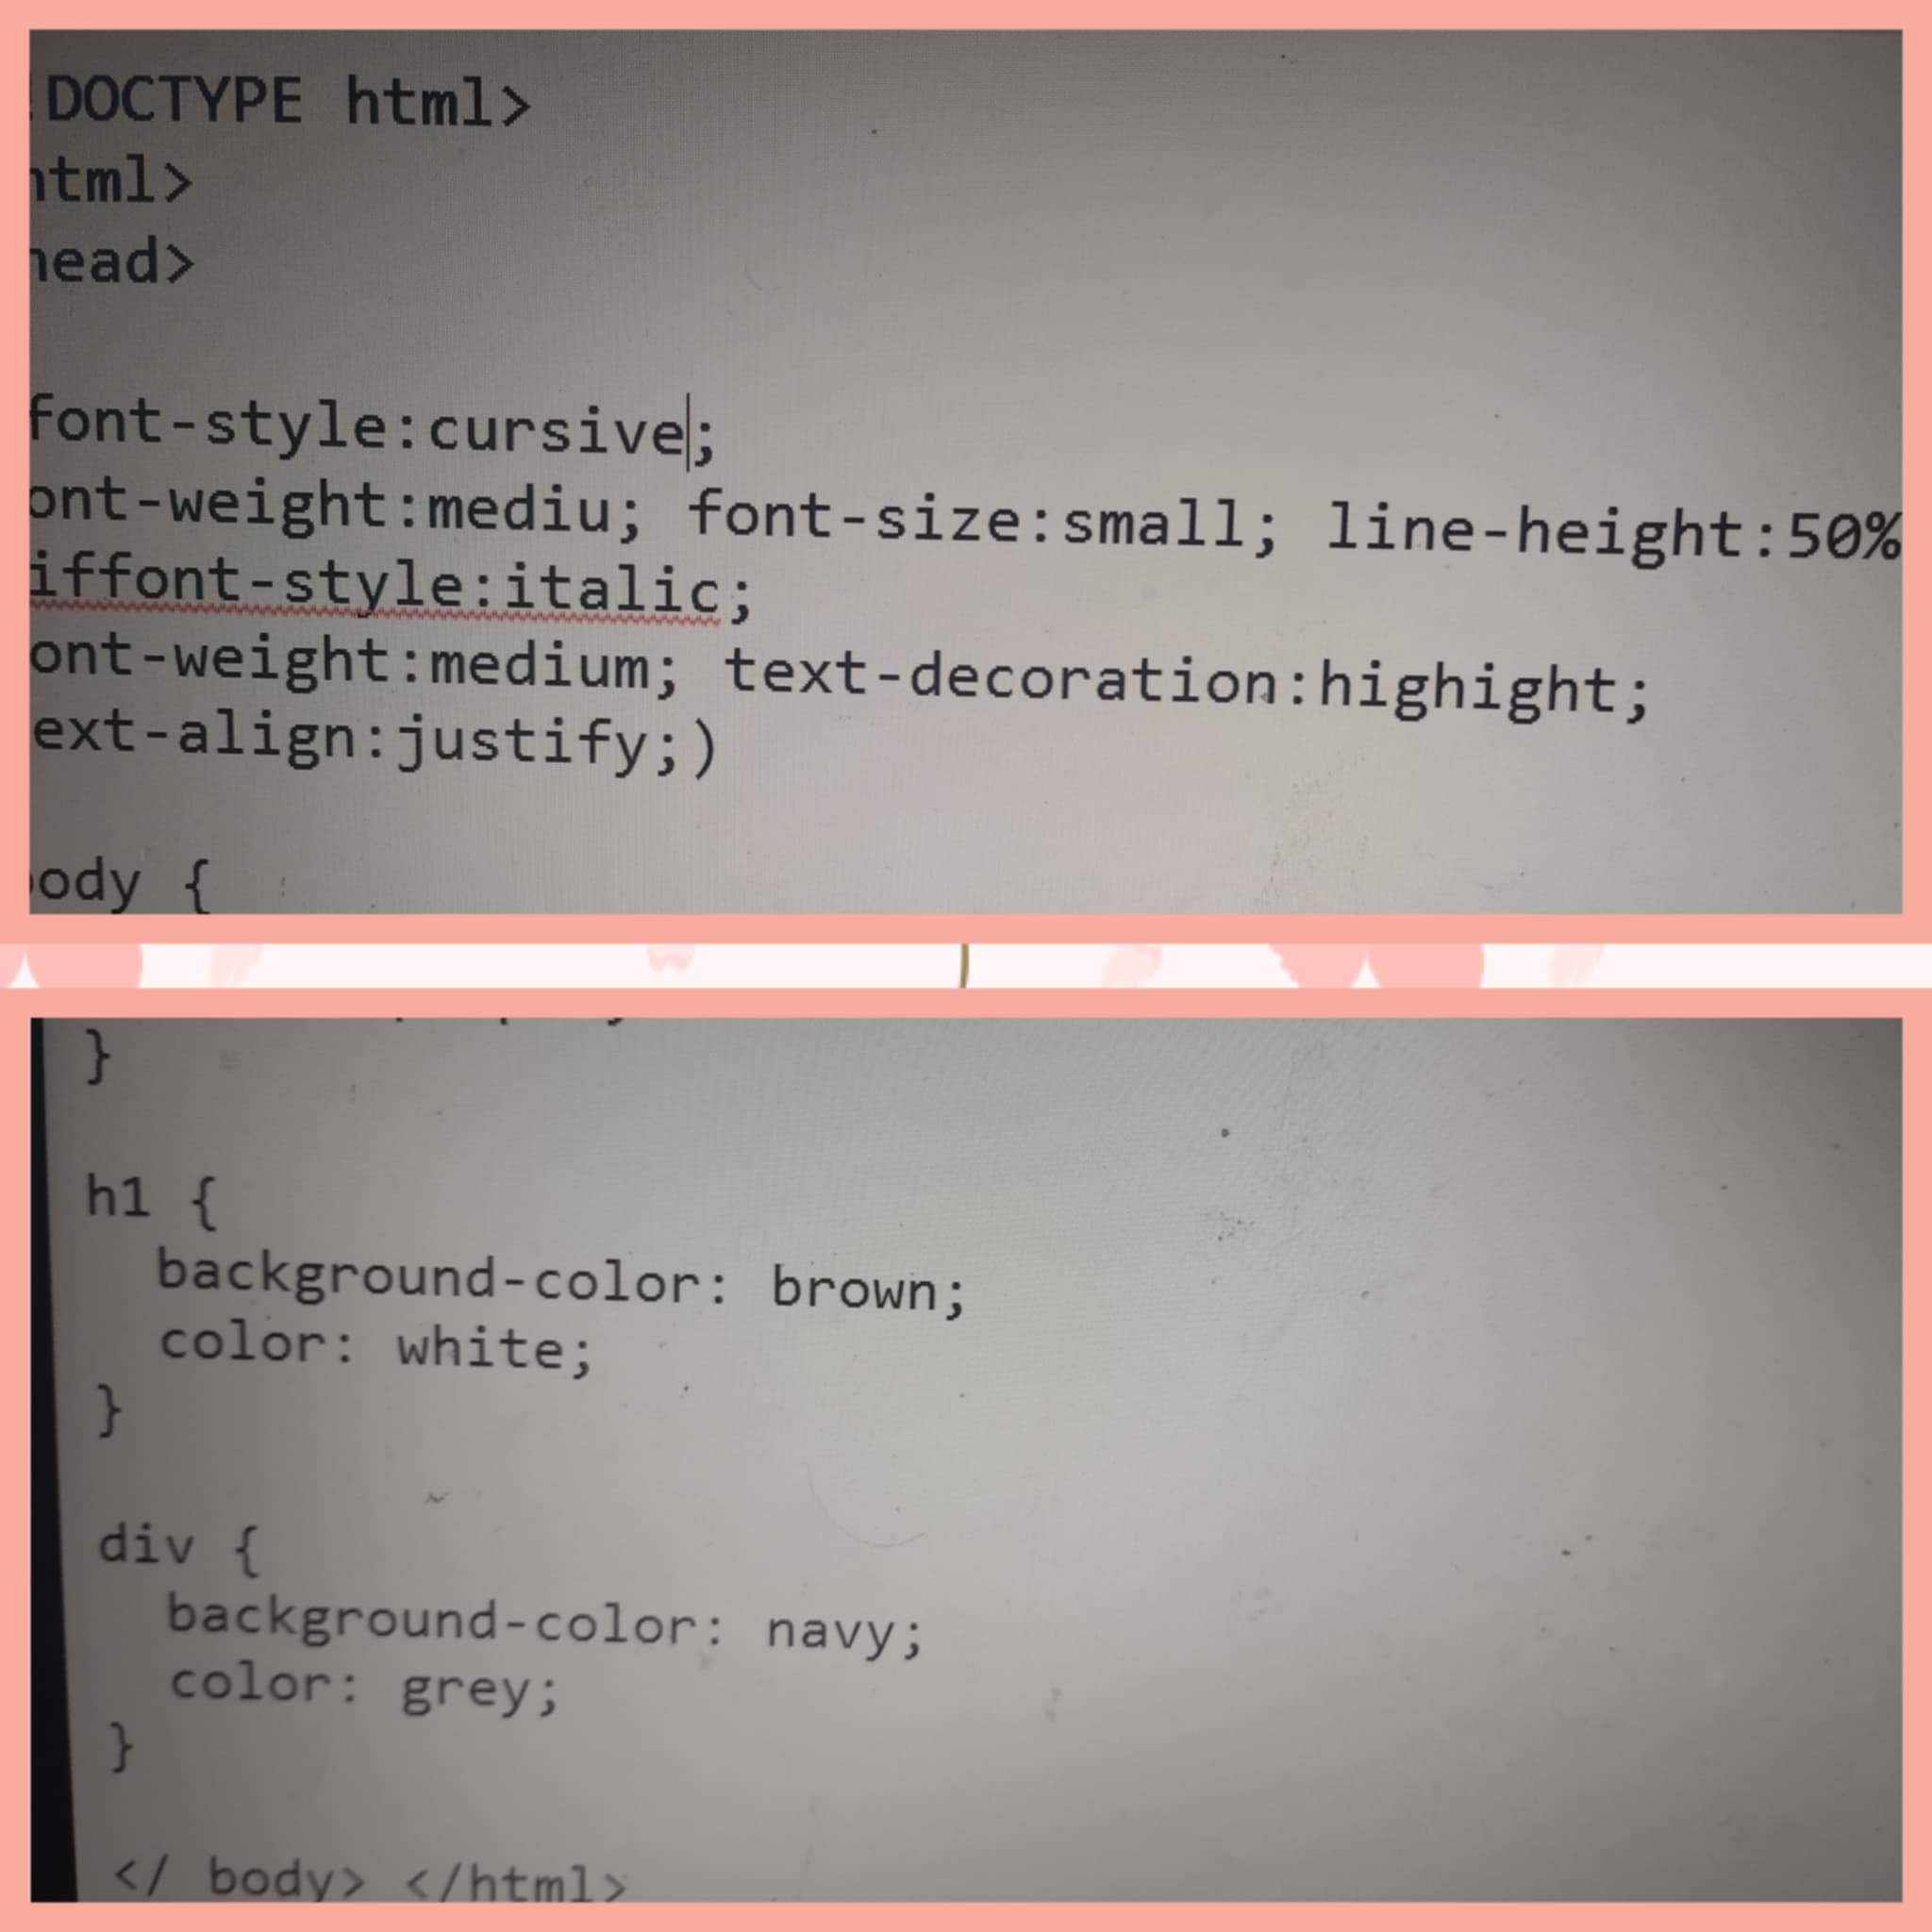 DOCTYPE html>
html>
head>
font-style:cursive;
ont-weight:mediu; font-size:small; line-height:50%
iffont-style:italic;
ont-weight:medium; text-decoration:highight;
ext-align:justify;)
ody {
}
h1 {
background-color: brown;
color: white;
}
div {
background-color: navy;
color: grey;
}
</ body> </html>